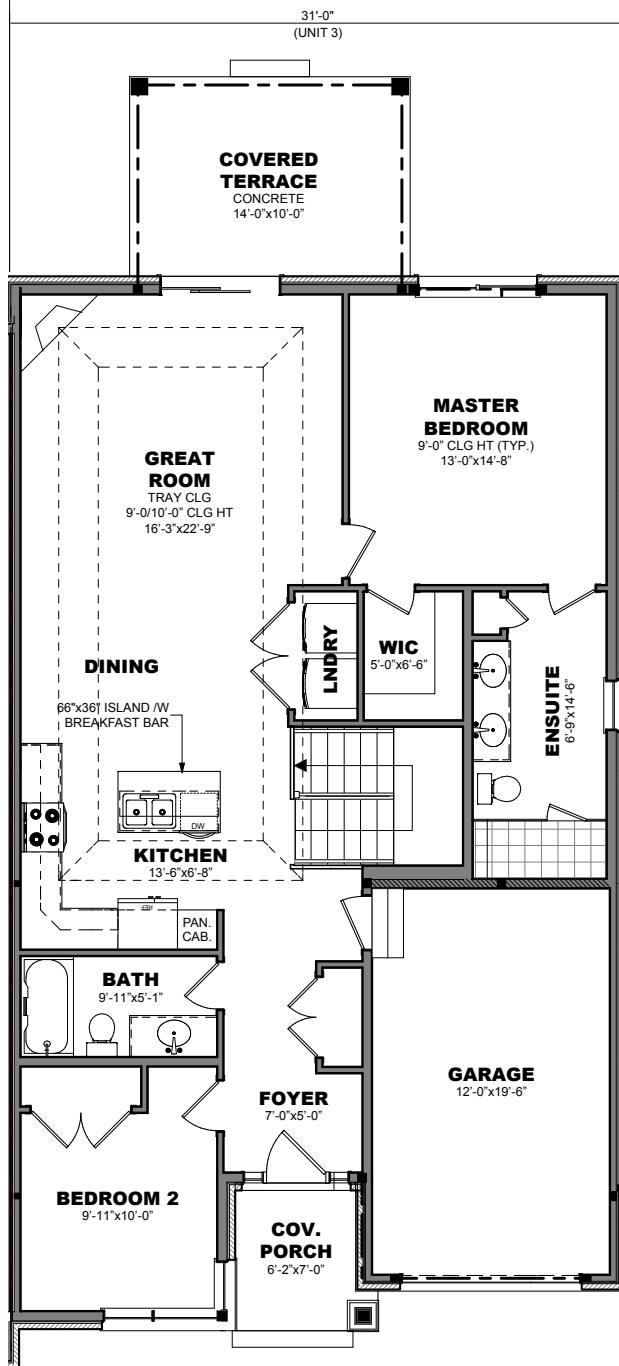 31'-0"
(UNIT 3)
COVERED
TERRACE
CONCRETE
14'-0"x10'-0"
MASTER
BEDROOM
9'-0" CLG HT (TYP.)
13'-0"x14'-8"
GREAT
ROOM
TRAY CLG
9'-0/10'-0" CLG HT
16'-3"x22'-9"
LNDRY
WIC
5'-0"x6'-6"
ENSUITE
6'-9"x14'-6"
DINING
66"x36" ISLAND /W
BREAKFAST BAR
DW
KITCHEN
13'-6"x6'-8"
REF.
PAN.
CAB.
BATH
9'-11"x5'-1"
GARAGE
12'-0"x19'-6"
FOYER
7'-0"x5'-0"
BEDROOM 2
9'-11"x10'-0"
COV.
PORCH
6'-2"x7'-0"